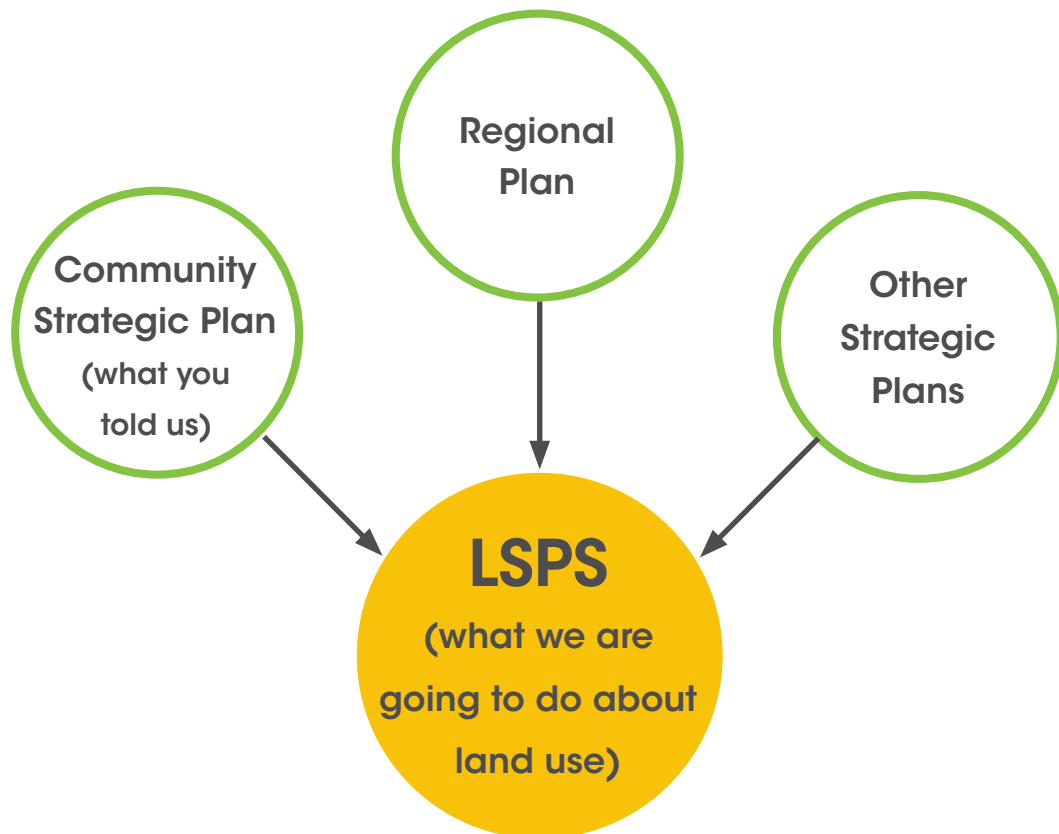 Regional
Plan
Community
Strategic Plan
(what you
told us)
Other
Strategic
Plans
LSPS
(what we are
going to do about
land use)